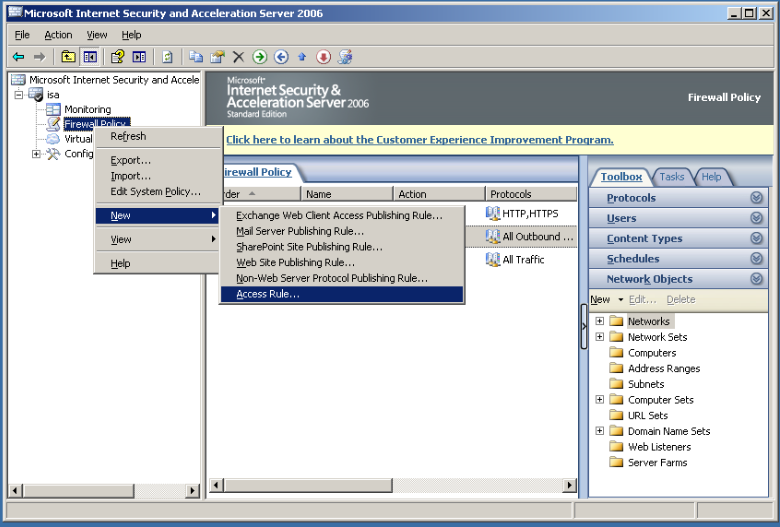 Microsoft Internet Security and Acceleration Server 2006
File Action View Help
Microsoft Internet Security and Accele
isa
Monitoring
Firewall Policy
Virtual
Config
Refresh
Export...
Import...
Edit System Policy...
New
View
Help
Exchange Web Client Access Publishing Rule...
Mail Server Publishing Rule...
SharePoint Site Publishing Rule...
Web Site Publishing Rule...
Non-Web Server Protocol Publishing Rule...
Access Rule...
Microsoft
Internet Security &
Acceleration Server 2006
Standard Edition
Firewall Policy
Click here to learn about the Customer Experience Improvement Program.
irewall Policy
rder Name Action Protocols
HTTP,HTTPS
All Outbound ...
All Traffic
Toolbox Tasks Help
Protocols
Users
Content Types
Schedules
Network Objects
New Edit... Delete
Networks
Network Sets
Computers
Address Ranges
Subnets
Computer Sets
URL Sets
Domain Name Sets
Web Listeners
Server Farms